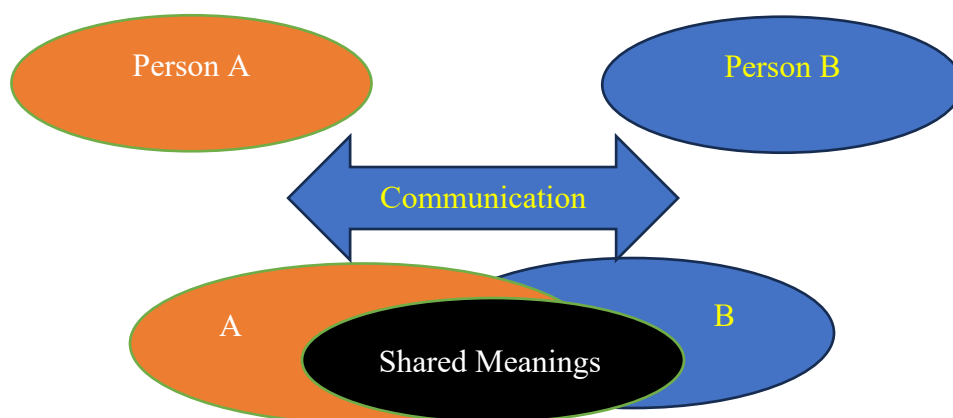 Person A
Person B
Communication
A
B
Shared Meanings